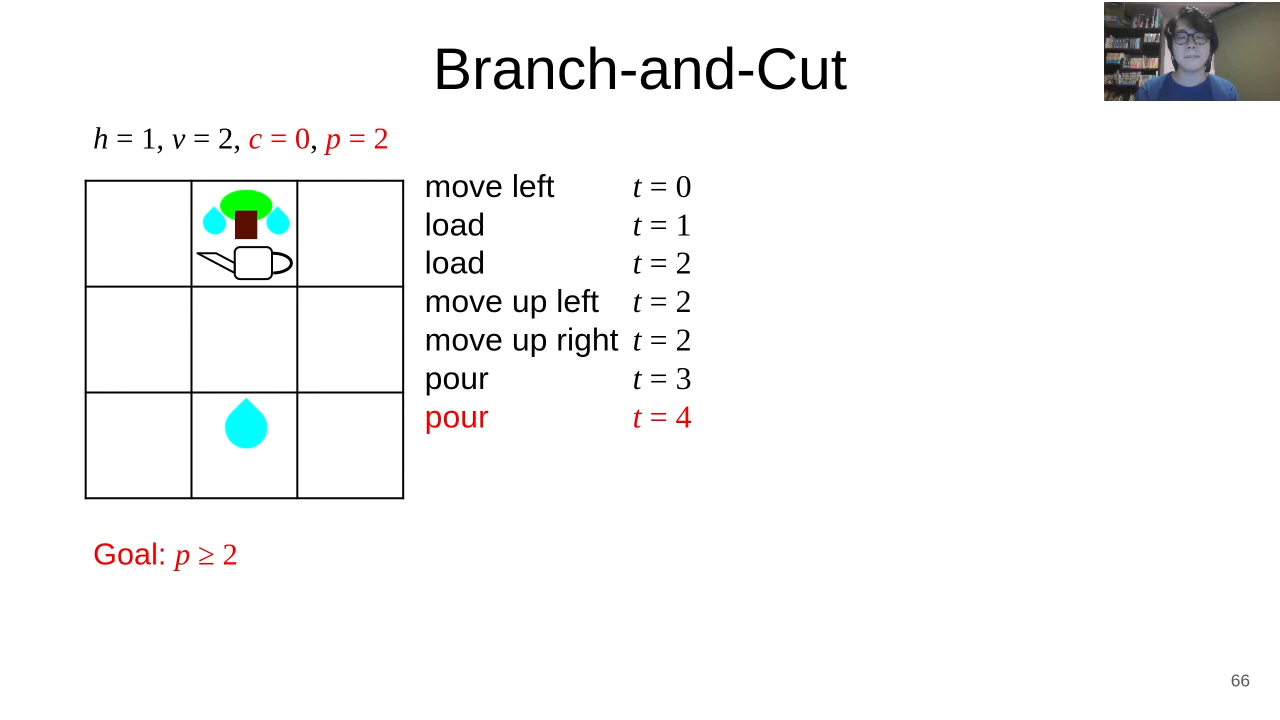 Branch-and-Cut
h = 1, v = 2, c = 0, p = 2
move left t = 0
load t = 1
load t = 2
move up left t = 2
move up right t = 2
pour t = 3
pour t = 4
Goal: p ≥ 2
66